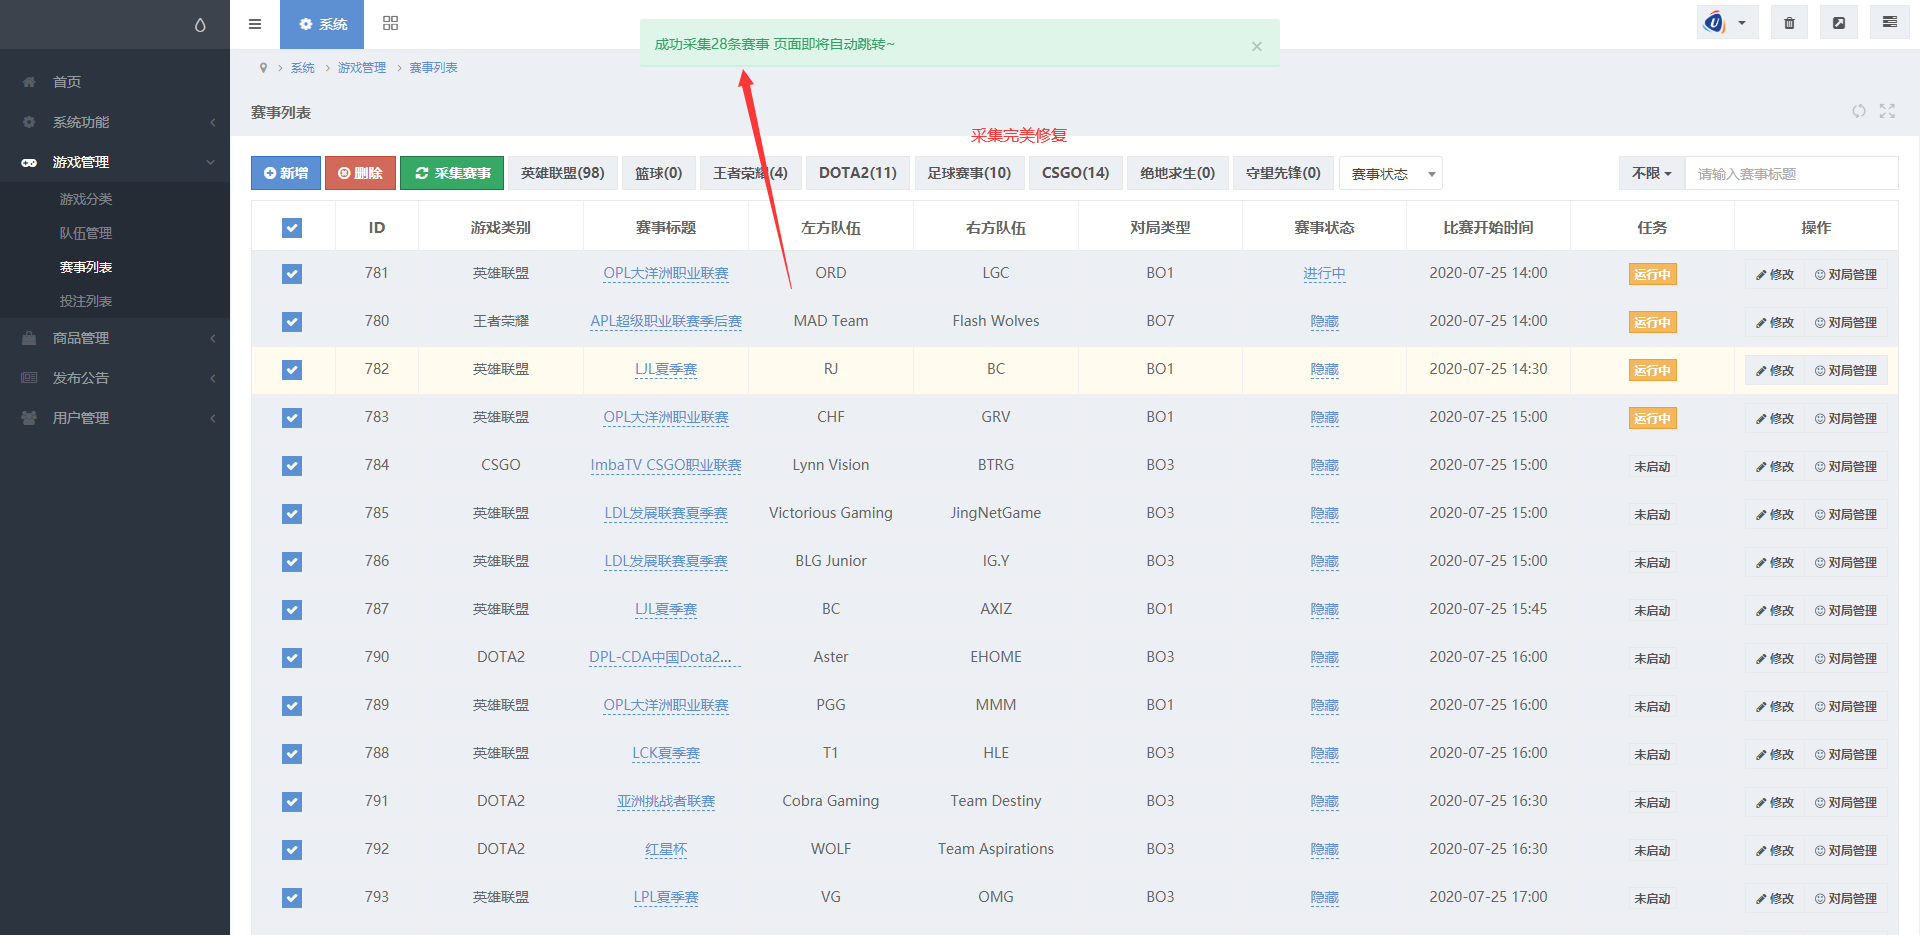 系统
成功采集28条赛事 页面即将自动跳转~
×
系统 > 游戏管理 > 赛事列表
首页
系统功能
游戏管理
游戏分类
队伍管理
赛事列表
投注列表
商品管理
发布公告
用户管理
赛事列表
采集完美修复
新增 删除 采集赛事 英雄联盟(98) 篮球(0) 王者荣耀(4) DOTA2(11) 足球赛事(10) CSGO(14) 绝地求生(0) 守望先锋(0) 赛事状态 不限 请输入赛事标题
ID 游戏类别 赛事标题 左方队伍 右方队伍 对局类型 赛事状态 比赛开始时间 任务 操作
781 英雄联盟 OPL大洋洲职业联赛 ORD LGC BO1 进行中 2020-07-25 14:00 运行中 修改 对局管理
780 王者荣耀 APL超级职业联赛季后赛 MAD Team Flash Wolves BO7 隐藏 2020-07-25 14:00 运行中 修改 对局管理
782 英雄联盟 LJL夏季赛 RJ BC BO1 隐藏 2020-07-25 14:30 运行中 修改 对局管理
783 英雄联盟 OPL大洋洲职业联赛 CHF GRV BO1 隐藏 2020-07-25 15:00 运行中 修改 对局管理
784 CSGO ImbaTV CSGO职业联赛 Lynn Vision BTRG BO3 隐藏 2020-07-25 15:00 未启动 修改 对局管理
785 英雄联盟 LDL发展联赛夏季赛 Victorious Gaming JingNetGame BO3 隐藏 2020-07-25 15:00 未启动 修改 对局管理
786 英雄联盟 LDL发展联赛夏季赛 BLG Junior IG.Y BO3 隐藏 2020-07-25 15:00 未启动 修改 对局管理
787 英雄联盟 LJL夏季赛 BC AXIZ BO1 隐藏 2020-07-25 15:45 未启动 修改 对局管理
790 DOTA2 DPL-CDA中国Dota2... Aster EHOME BO3 隐藏 2020-07-25 16:00 未启动 修改 对局管理
789 英雄联盟 OPL大洋洲职业联赛 PGG MMM BO1 隐藏 2020-07-25 16:00 未启动 修改 对局管理
788 英雄联盟 LCK夏季赛 T1 HLE BO3 隐藏 2020-07-25 16:00 未启动 修改 对局管理
791 DOTA2 亚洲挑战者联赛 Cobra Gaming Team Destiny BO3 隐藏 2020-07-25 16:30 未启动 修改 对局管理
792 DOTA2 红星杯 WOLF Team Aspirations BO3 隐藏 2020-07-25 16:30 未启动 修改 对局管理
793 英雄联盟 LPL夏季赛 VG OMG BO3 隐藏 2020-07-25 17:00 未启动 修改 对局管理